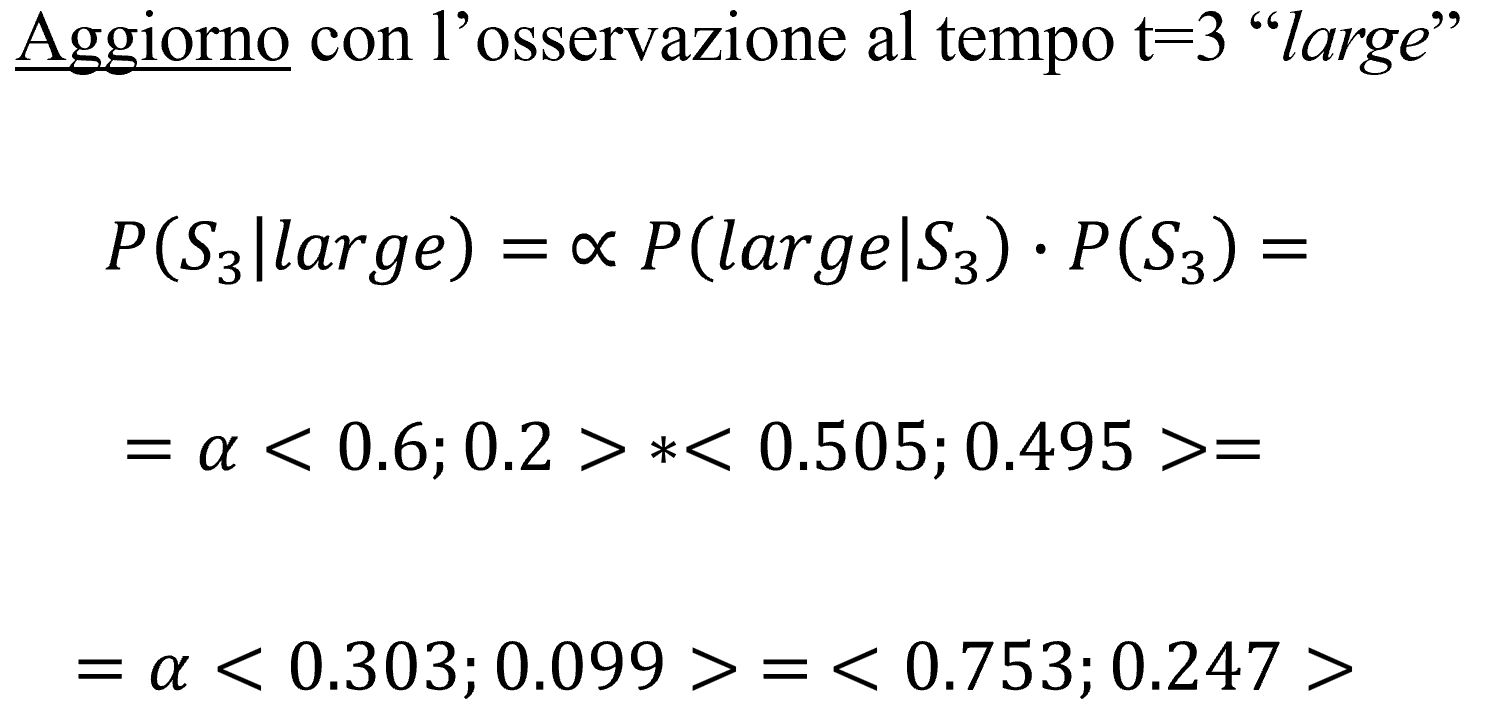 Aggiorno con l’osservazione al tempo t=3 “large”
P(S₃|large) = ∝ P(large|S₃) · P(S₃) =
= α < 0.6; 0.2 > ∗< 0.505; 0.495 >=
= α < 0.303; 0.099 > = < 0.753; 0.247 >